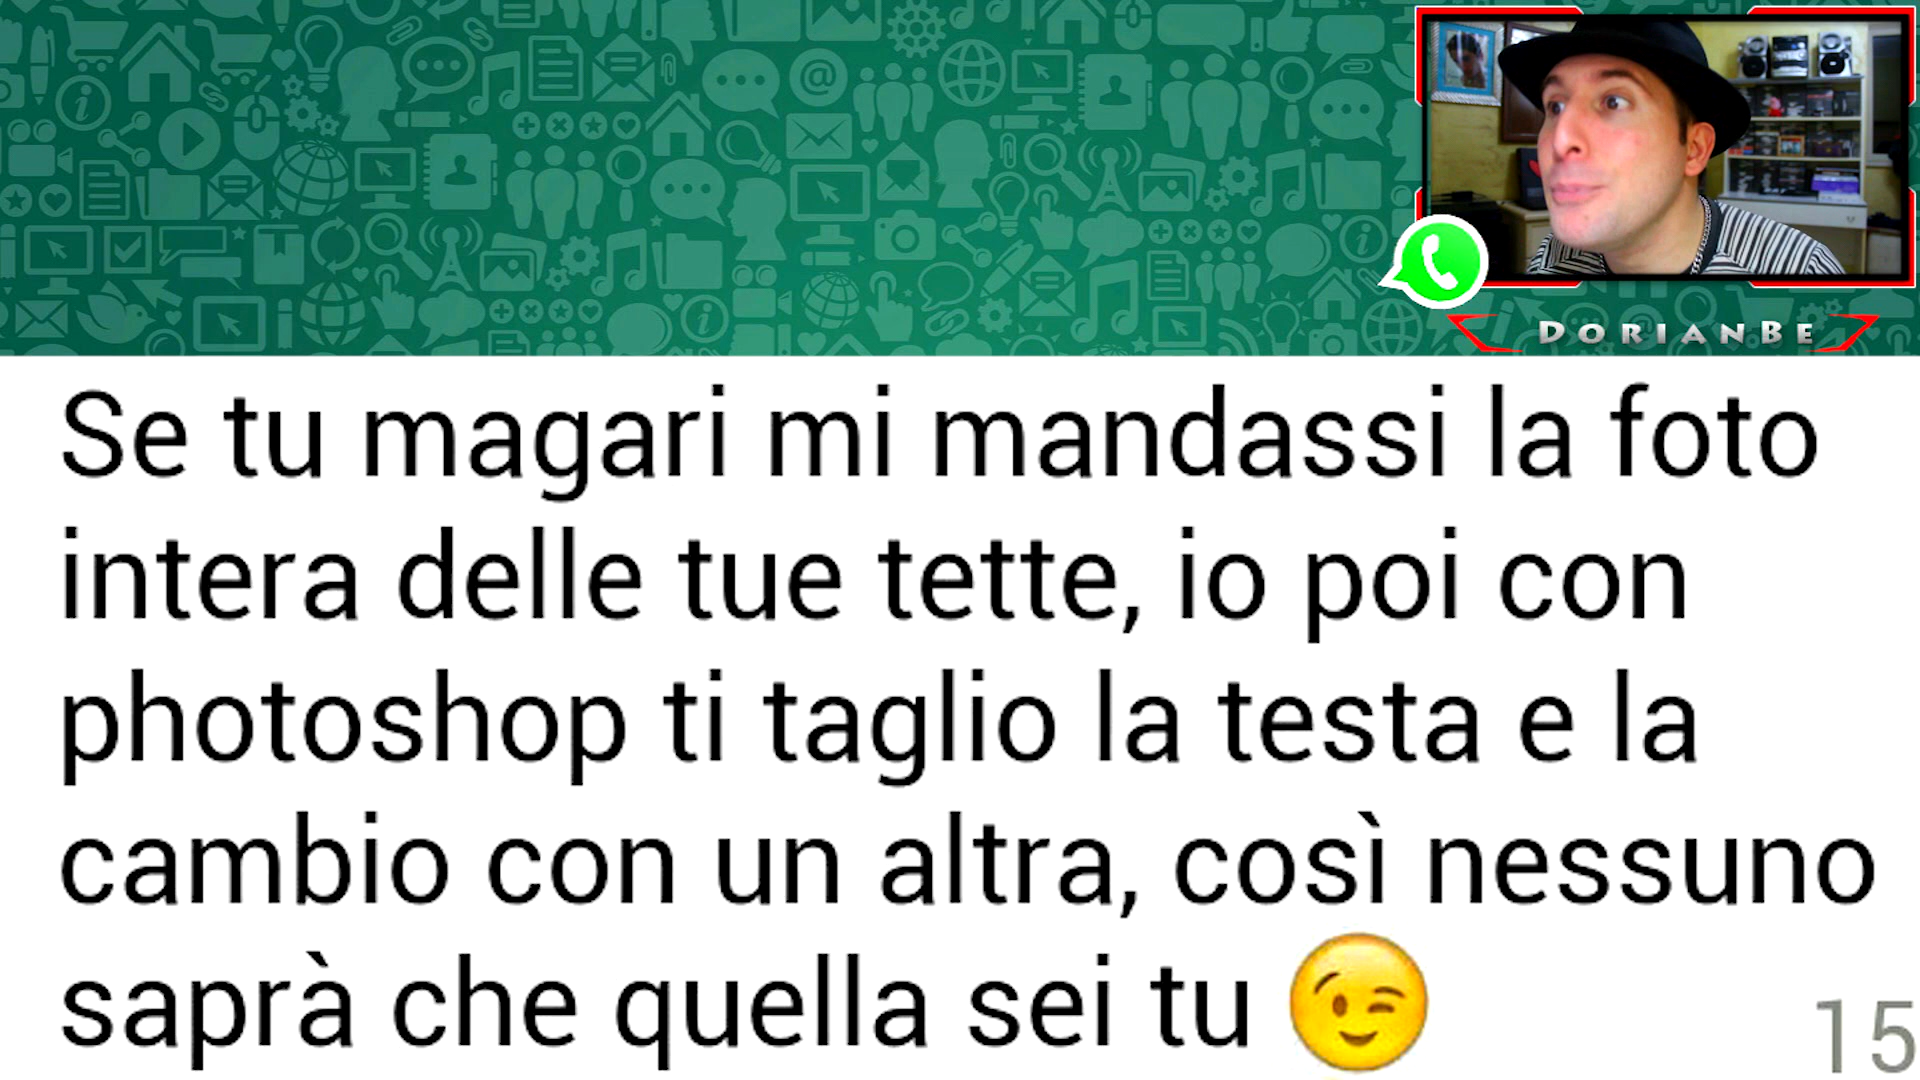 DORIANBE
Se tu magari mi mandassi la foto
intera delle tue tette, io poi con
photoshop ti taglio la testa e la
cambio con un altra, così nessuno
saprà che quella sei tu 😉
15